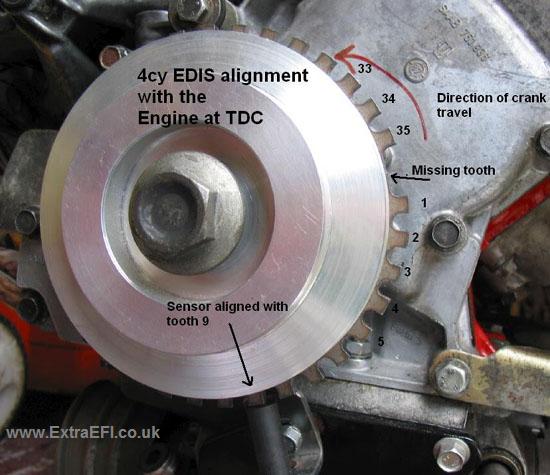 4cy EDIS alignment
with the
Engine at TDC
33
34
35
Direction of crank
travel
Missing tooth
1
2
3
4
5
Sensor aligned with
tooth 9
www.ExtraEFI.co.uk